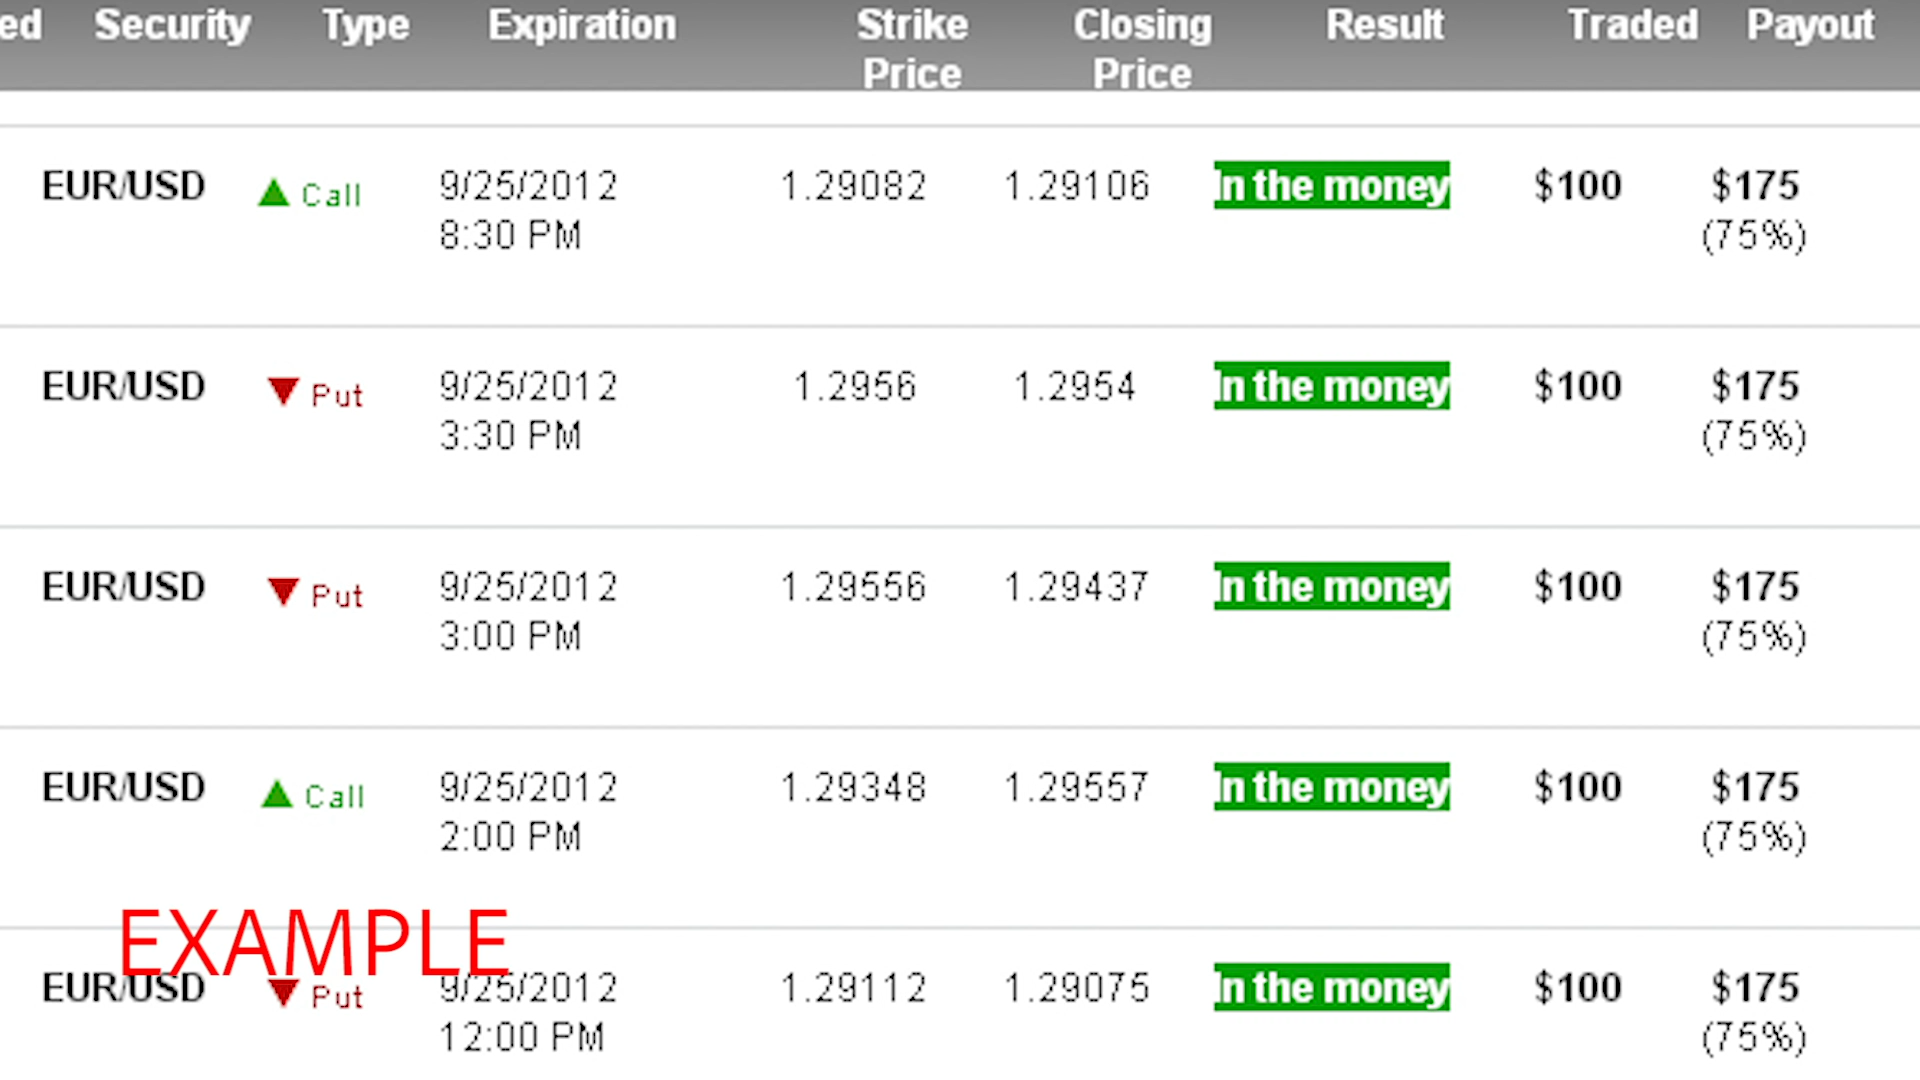 ed Security Type Expiration Strike Price Closing Price Result Traded Payout
EUR/USD Call 9/25/2012 1.29082 1.29106 In the money $100 $175
8:30 PM (75%)
EUR/USD Put 9/25/2012 1.2956 1.2954 In the money $100 $175
3:30 PM (75%)
EUR/USD Put 9/25/2012 1.29556 1.29437 In the money $100 $175
3:00 PM (75%)
EUR/USD Call 9/25/2012 1.29348 1.29557 In the money $100 $175
2:00 PM (75%)
EXAMPLE
EUR/USD Put 9/25/2012 1.29112 1.29075 In the money $100 $175
12:00 PM (75%)